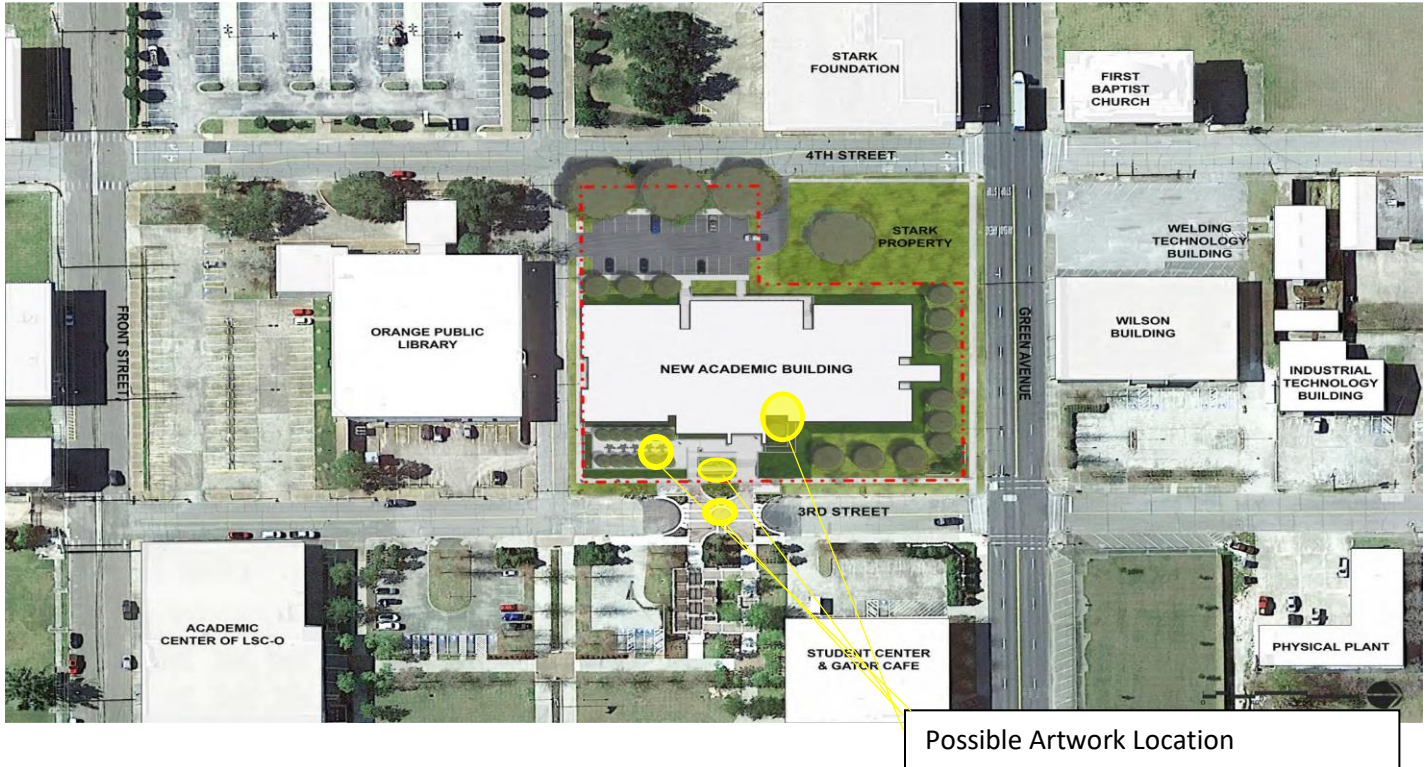 STARK
FOUNDATION
FIRST
BAPTIST
CHURCH
4TH STREET
STARK
PROPERTY
WELDING
TECHNOLOGY
BUILDING
FRONT STREET
ORANGE PUBLIC
LIBRARY
NEW ACADEMIC BUILDING
GREEN AVENUE
WILSON
BUILDING
INDUSTRIAL
TECHNOLOGY
BUILDING
3RD STREET
ACADEMIC
CENTER OF LSC-O
STUDENT CENTER
& GATOR CAFE
PHYSICAL PLANT
Possible Artwork Location